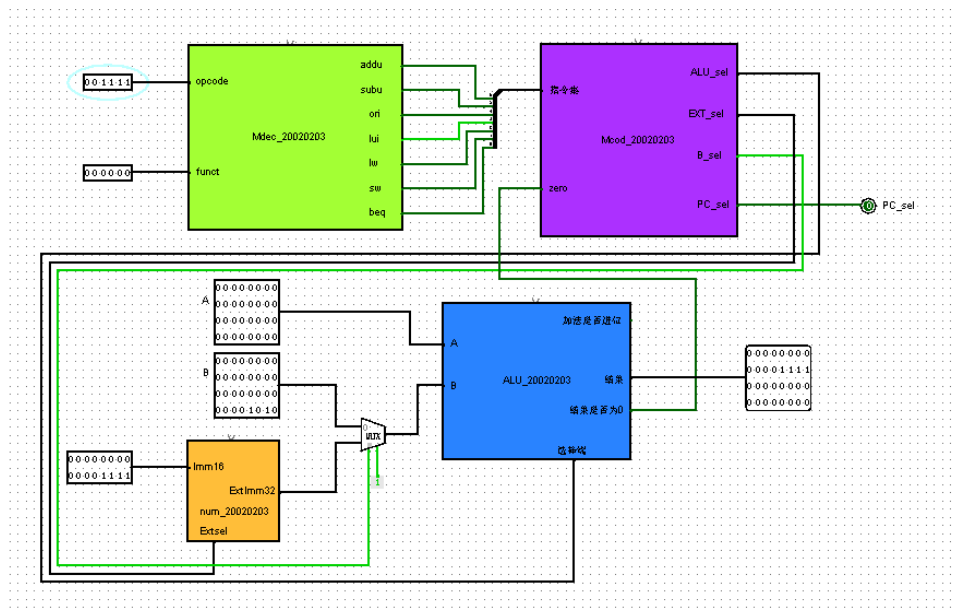 001111
opcode
000000
funct
Mdec_20020203
addu
subu
ori
lui
lw
sw
beq
指令集
zero
Mcod_20020203
ALU_sel
EXT_sel
B_sel
PC_sel
0
PC_sel
A
00000000
00000000
00000000
00000000
B
00000000
00000000
00000000
00001010
00000000
00001111
Imm16
ExtImm32
num_20020203
Extsel
0
MUX
1
A
B
ALU_20020203
加法是否进位
结果
结果是否为0
选择端
00000000
00001111
00000000
00000000